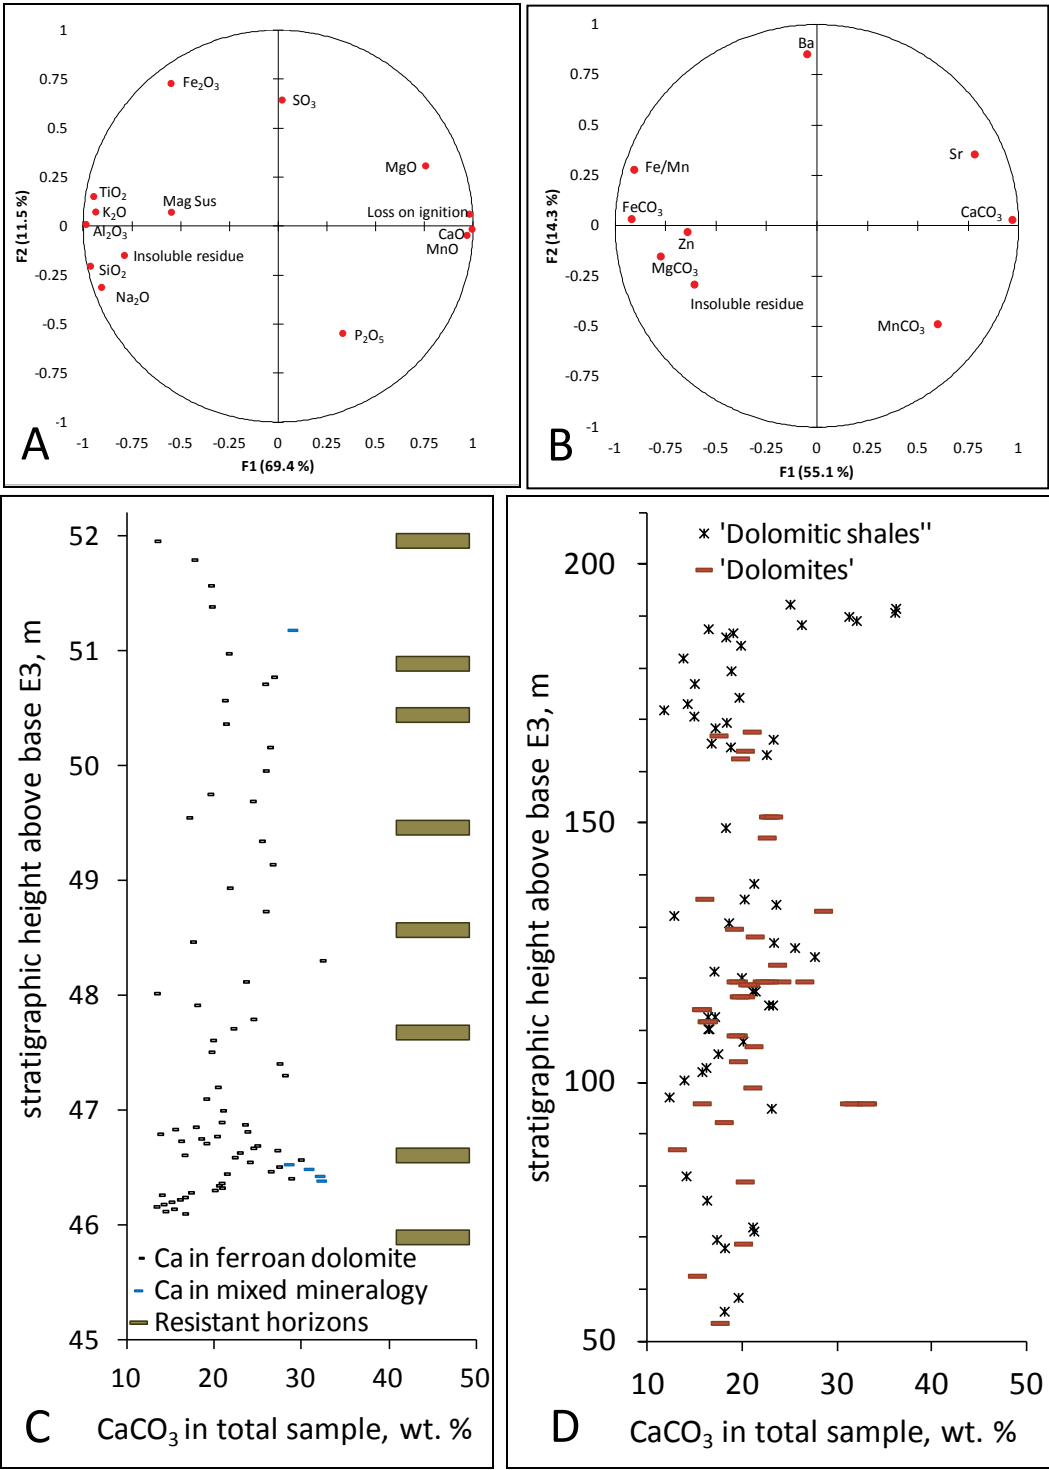 1
0.75
0.5
0.25
0
-0.25
-0.5
-0.75
-1
F2 (11.5 %)
Fe₂O₃
SO₃
MgO
TiO₂
K₂O
Mag Sus
Loss on ignition
Al₂O₃
CaO
MnO
Insoluble residue
SiO₂
Na₂O
P₂O₅
-1 -0.75 -0.5 0.25 0 0.25 0.5 0.75 1
F1 (69.4 %)
A
1
0.75
0.5
0.25
0
-0.25
-0.5
-0.75
-1
F2 (14.3 %)
Ba
Sr
Fe/Mn
FeCO₃
CaCO₃
Zn
MgCO₃
Insoluble residue
MnCO₃
-1 -0.75 -0.5 -0.25 0 0.25 0.5 0.75 1
F1 (55.1 %)
B
52
51
50
49
48
47
46
45
stratigraphic height above base E3, m
Ca in ferroan dolomite
Ca in mixed mineralogy
Resistant horizons
10 20 30 40 50
CaCO₃ in total sample, wt. %
C
'Dolomitic shales''
'Dolomites'
200
150
100
50
stratigraphic height above base E3, m
10 20 30 40 50
CaCO₃ in total sample, wt. %
D